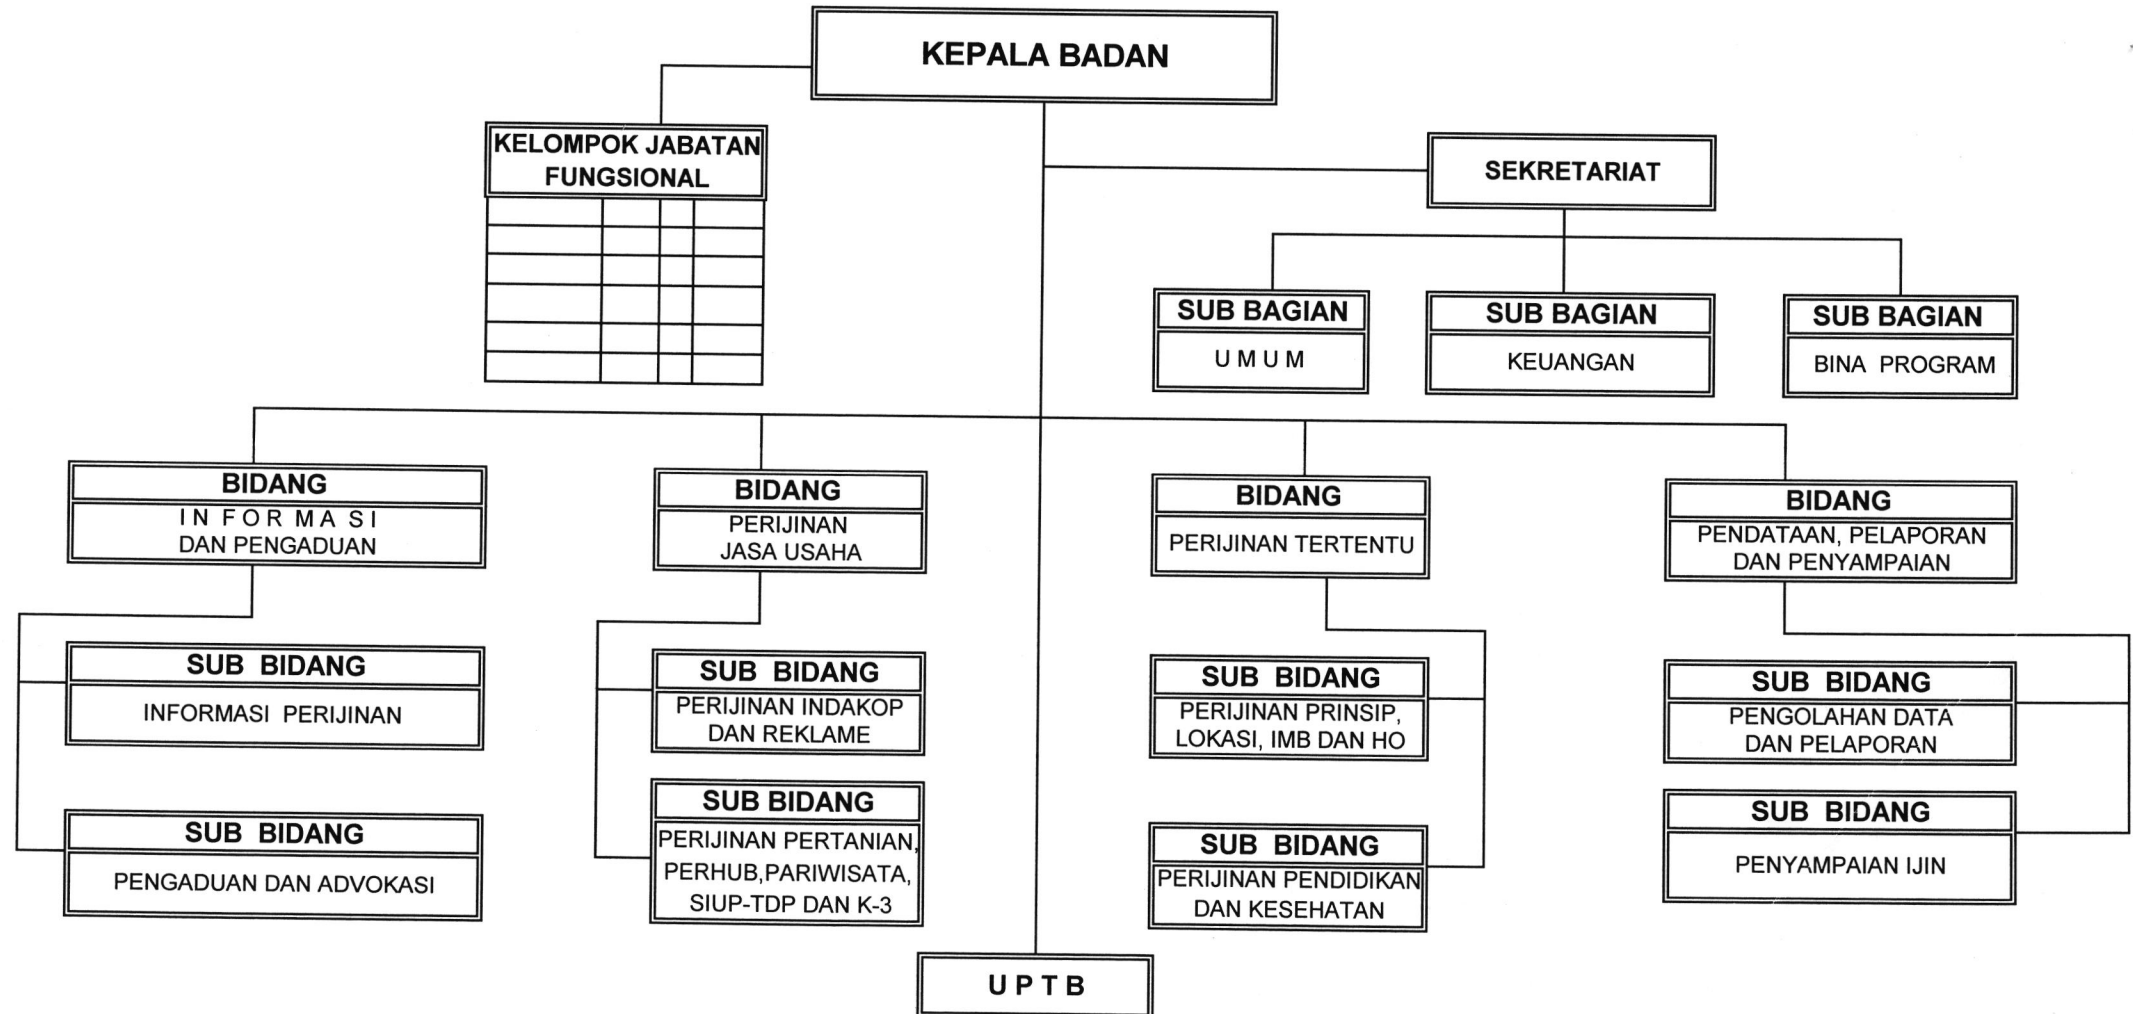 KEPALA BADAN
KELOMPOK JABATAN
FUNGSIONAL
SEKRETARIAT
SUB BAGIAN
U M U M
SUB BAGIAN
KEUANGAN
SUB BAGIAN
BINA PROGRAM
BIDANG
I N F O R M A S I
DAN PENGADUAN
BIDANG
PERIJINAN
JASA USAHA
BIDANG
PERIJINAN TERTENTU
BIDANG
PENDATAAN, PELAPORAN
DAN PENYAMPAIAN
SUB BIDANG
INFORMASI PERIJINAN
SUB BIDANG
PENGADUAN DAN ADVOKASI
SUB BIDANG
PERIJINAN INDAKOP
DAN REKLAME
SUB BIDANG
PERIJINAN PERTANIAN,
PERHUB,PARIWISATA,
SIUP-TDP DAN K-3
SUB BIDANG
PERIJINAN PRINSIP,
LOKASI, IMB DAN HO
SUB BIDANG
PERIJINAN PENDIDIKAN
DAN KESEHATAN
SUB BIDANG
PENGOLAHAN DATA
DAN PELAPORAN
SUB BIDANG
PENYAMPAIAN IJIN
U P T B